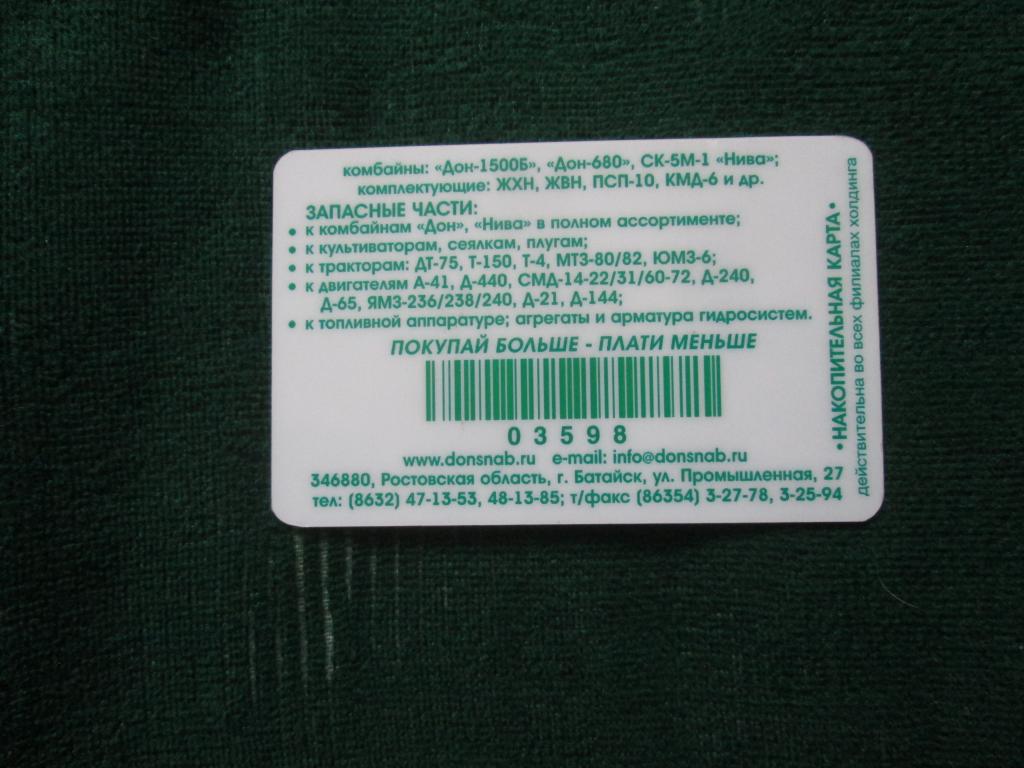 комбайны: «Дон-1500Б», «Дон-680», СК-5М-1 «Нива»;
комплектующие: ЖХН, ЖВН, ПСП-10, КМД-6 и др.
ЗАПАСНЫЕ ЧАСТИ:
• к комбайнам «Дон», «Нива» в полном ассортименте;
• к культиваторам, сеялкам, плугам;
• к тракторам: ДТ-75, Т-150, Т-4, МТЗ-80/82, ЮМЗ-6;
• к двигателям А-41, Д-440, СМД-14-22/31/60-72, Д-240,
Д-65, ЯМЗ-236/238/240, Д-21, Д-144;
• к топливной аппаратуре; агрегаты и арматура гидросистем.
ПОКУПАЙ БОЛЬШЕ - ПЛАТИ МЕНЬШЕ
03598
www.donsnab.ru e-mail: info@donsnab.ru
346880, Ростовская область, г. Батайск, ул. Промышленная, 27
тел: (8632) 47-13-53, 48-13-85; т/факс (86354) 3-27-78, 3-25-94
•НАКОПИТЕЛЬНАЯ КАРТА•
действительна во всех филиалах холдинга